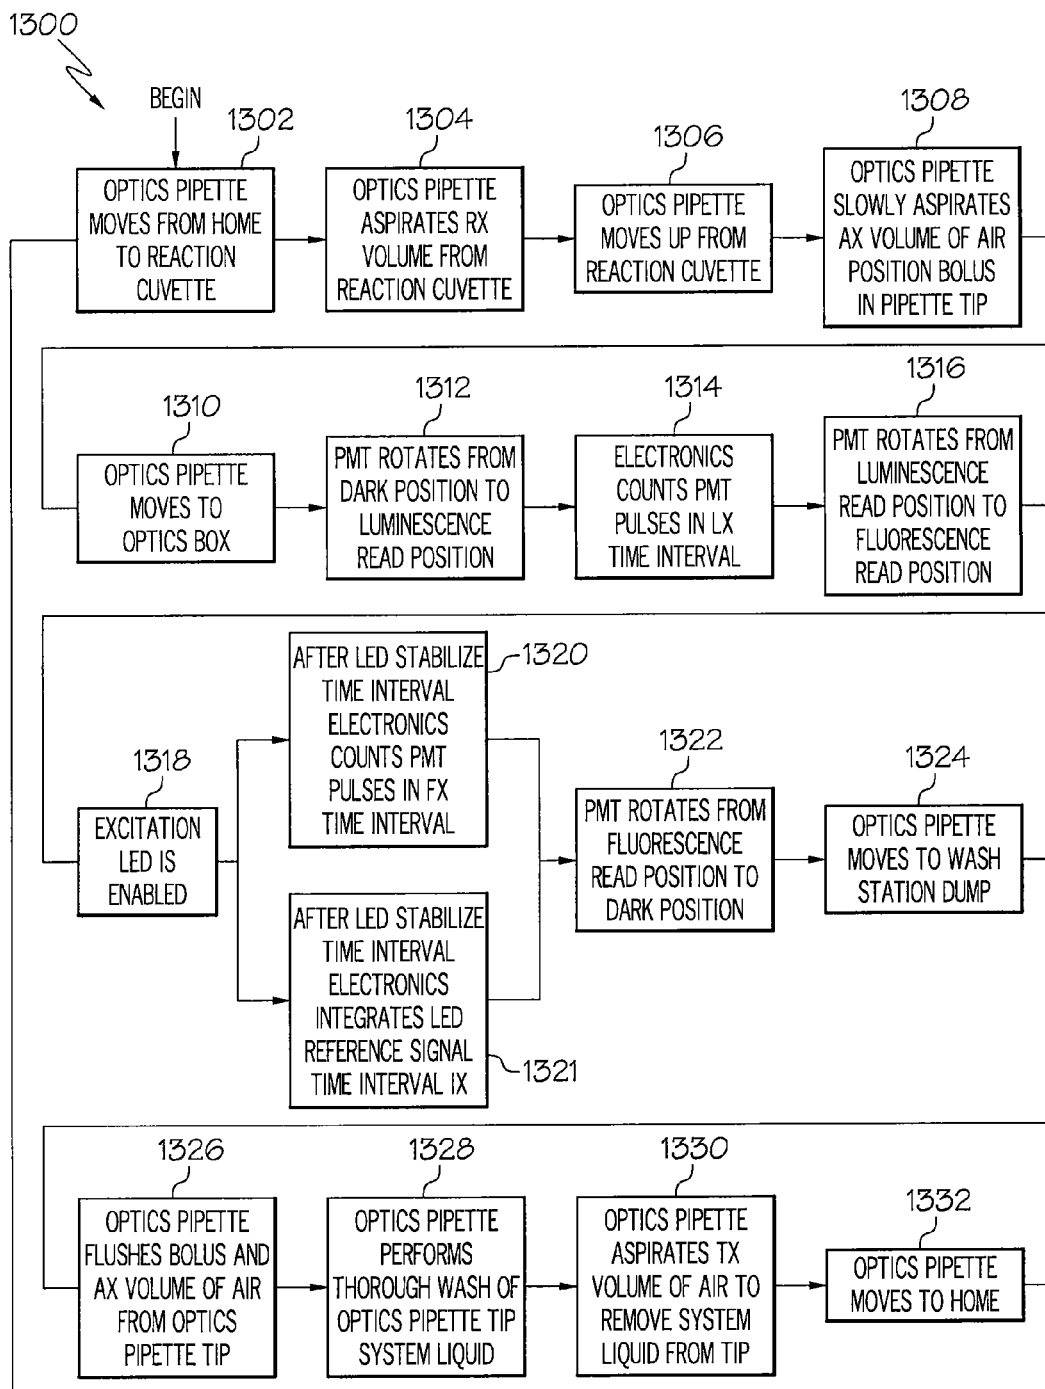 1300
BEGIN
1302
OPTICS PIPETTE
MOVES FROM HOME
TO REACTION
CUVETTE
1304
OPTICS PIPETTE
ASPIRATES RX
VOLUME FROM
REACTION CUVETTE
1306
OPTICS PIPETTE
MOVES UP FROM
REACTION CUVETTE
1308
OPTICS PIPETTE
SLOWLY ASPIRATES
AX VOLUME OF AIR
POSITION BOLUS
IN PIPETTE TIP
1310
OPTICS PIPETTE
MOVES TO
OPTICS BOX
1312
PMT ROTATES FROM
DARK POSITION TO
LUMINESCENCE
READ POSITION
1314
ELECTRONICS
COUNTS PMT
PULSES IN LX
TIME INTERVAL
1316
PMT ROTATES FROM
LUMINESCENCE
READ POSITION TO
FLUORESCENCE
READ POSITION
1318
EXCITATION
LED IS
ENABLED
1320
AFTER LED STABILIZE
TIME INTERVAL
ELECTRONICS
COUNTS PMT
PULSES IN FX
TIME INTERVAL
AFTER LED STABILIZE
TIME INTERVAL
ELECTRONICS
INTEGRATES LED
REFERENCE SIGNAL
TIME INTERVAL IX
1321
1322
PMT ROTATES FROM
FLUORESCENCE
READ POSITION TO
DARK POSITION
1324
OPTICS PIPETTE
MOVES TO WASH
STATION DUMP
1326
OPTICS PIPETTE
FLUSHES BOLUS AND
AX VOLUME OF AIR
FROM OPTICS
PIPETTE TIP
1328
OPTICS PIPETTE
PERFORMS
THOROUGH WASH OF
OPTICS PIPETTE TIP
SYSTEM LIQUID
1330
OPTICS PIPETTE
ASPIRATES TX
VOLUME OF AIR TO
REMOVE SYSTEM
LIQUID FROM TIP
1332
OPTICS PIPETTE
MOVES TO HOME